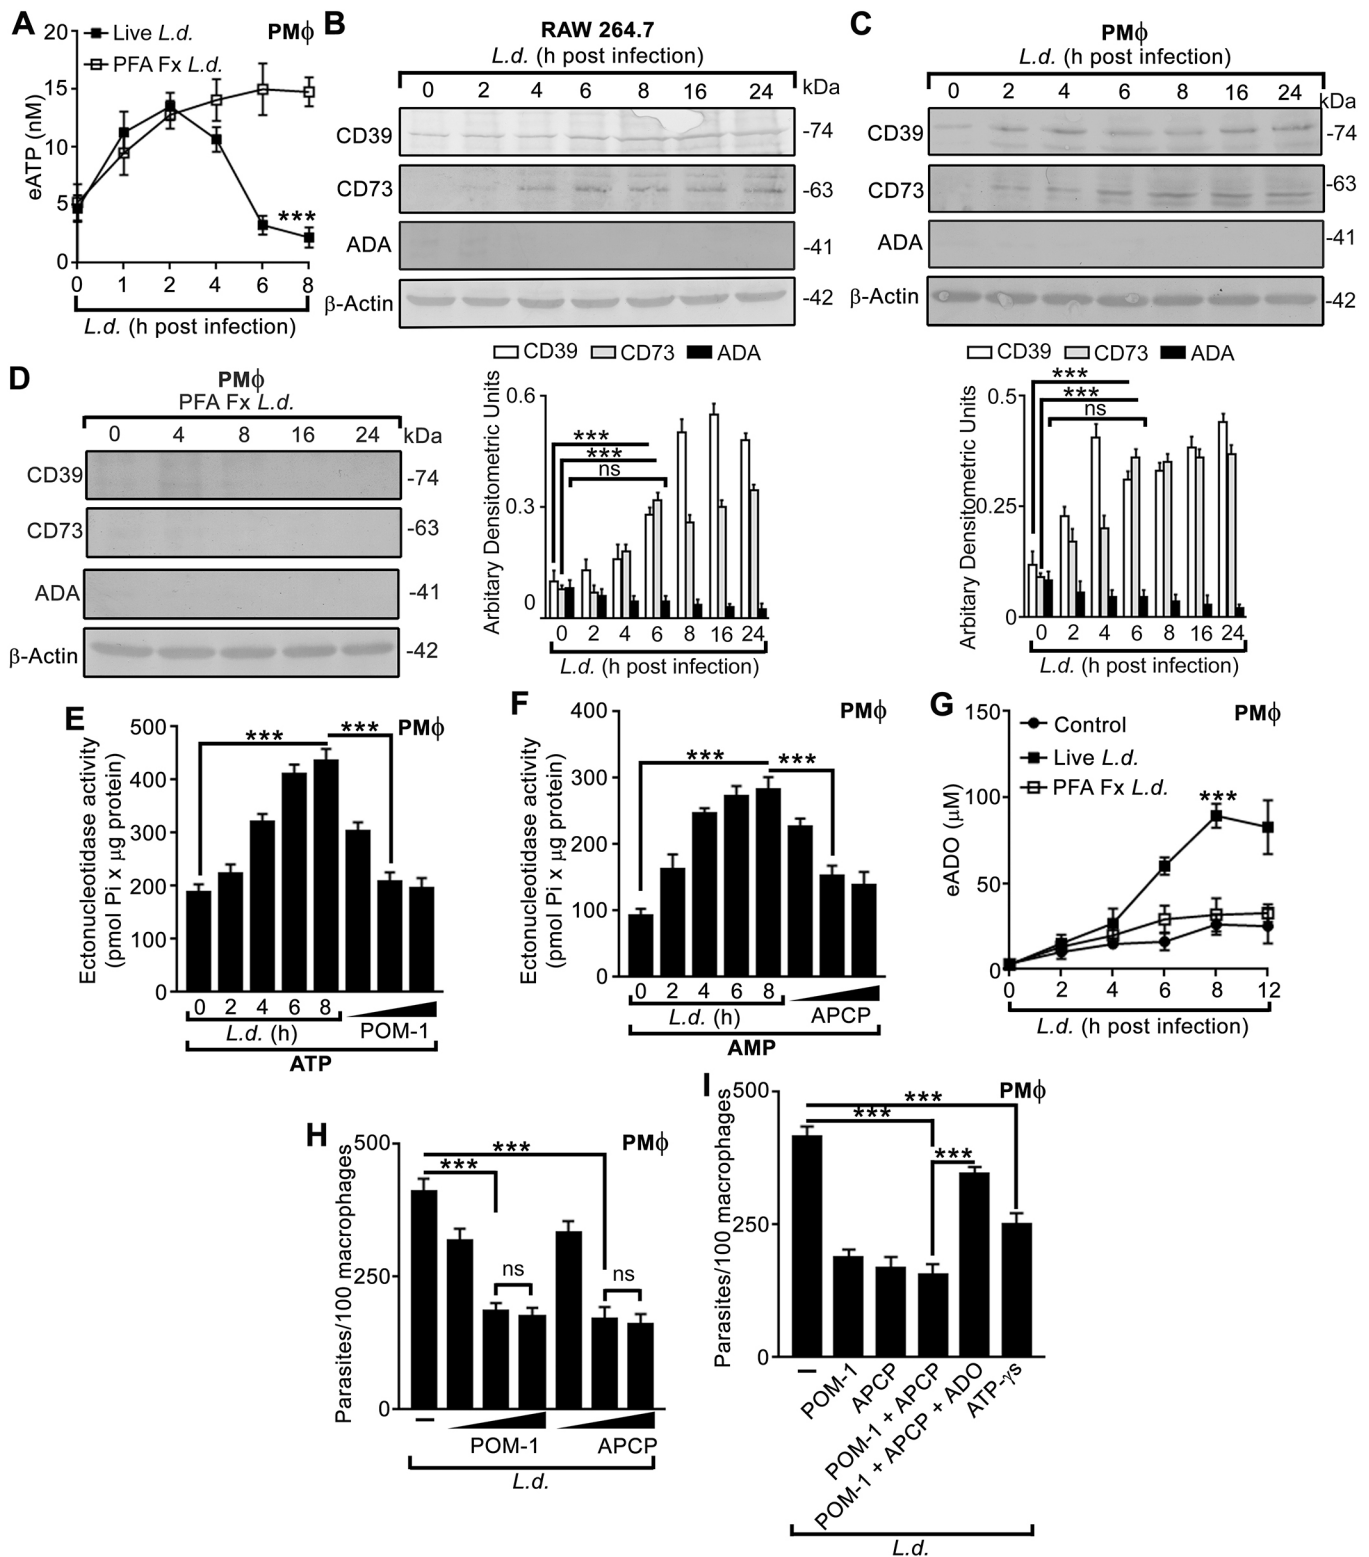 A
20
15
10
5
0
eATP (nM)
Live L.d.
PFA Fx L.d.
PMϕ
***
0 1 2 4 6 8
L.d. (h post infection)
B
RAW 264.7
L.d. (h post infection)
0 2 4 6 8 16 24
kDa
CD39 -74
CD73 -63
ADA -41
β-Actin -42
CD39 CD73 ADA
Arbitary Densitometric Units
0.6
0.3
0
***
***
ns
0 2 4 6 8 16 24
L.d. (h post infection)
C
PMϕ
L.d. (h post infection)
0 2 4 6 8 16 24
kDa
CD39 -74
CD73 -63
ADA -41
β-Actin -42
CD39 CD73 ADA
Arbitary Densitometric Units
0.5
0.25
0
***
***
ns
0 2 4 6 8 16 24
L.d. (h post infection)
D
PMϕ
PFA Fx L.d.
0 4 8 16 24
kDa
CD39 -74
CD73 -63
ADA -41
β-Actin -42
E
PMϕ
Ectonucleotidase activity
(pmol Pi x μg protein)
500
400
300
200
100
0
*** ***
0 2 4 6 8
L.d. (h) POM-1
ATP
F
PMϕ
Ectonucleotidase activity
(pmol Pi x μg protein)
400
300
200
100
0
*** ***
0 2 4 6 8
L.d. (h) APCP
AMP
G
PMϕ
eADO (μM)
150
100
50
0
Control
Live L.d.
PFA Fx L.d.
***
0 2 4 6 8 12
L.d. (h post infection)
H
PMϕ
Parasites/100 macrophages
500
250
0
***
***
ns
ns
–
POM-1 APCP
L.d.
I
PMϕ
Parasites/100 macrophages
500
250
0
***
***
***
–
POM-1
APCP
POM-1 + APCP
POM-1 + APCP + ADO
ATP-γs
L.d.